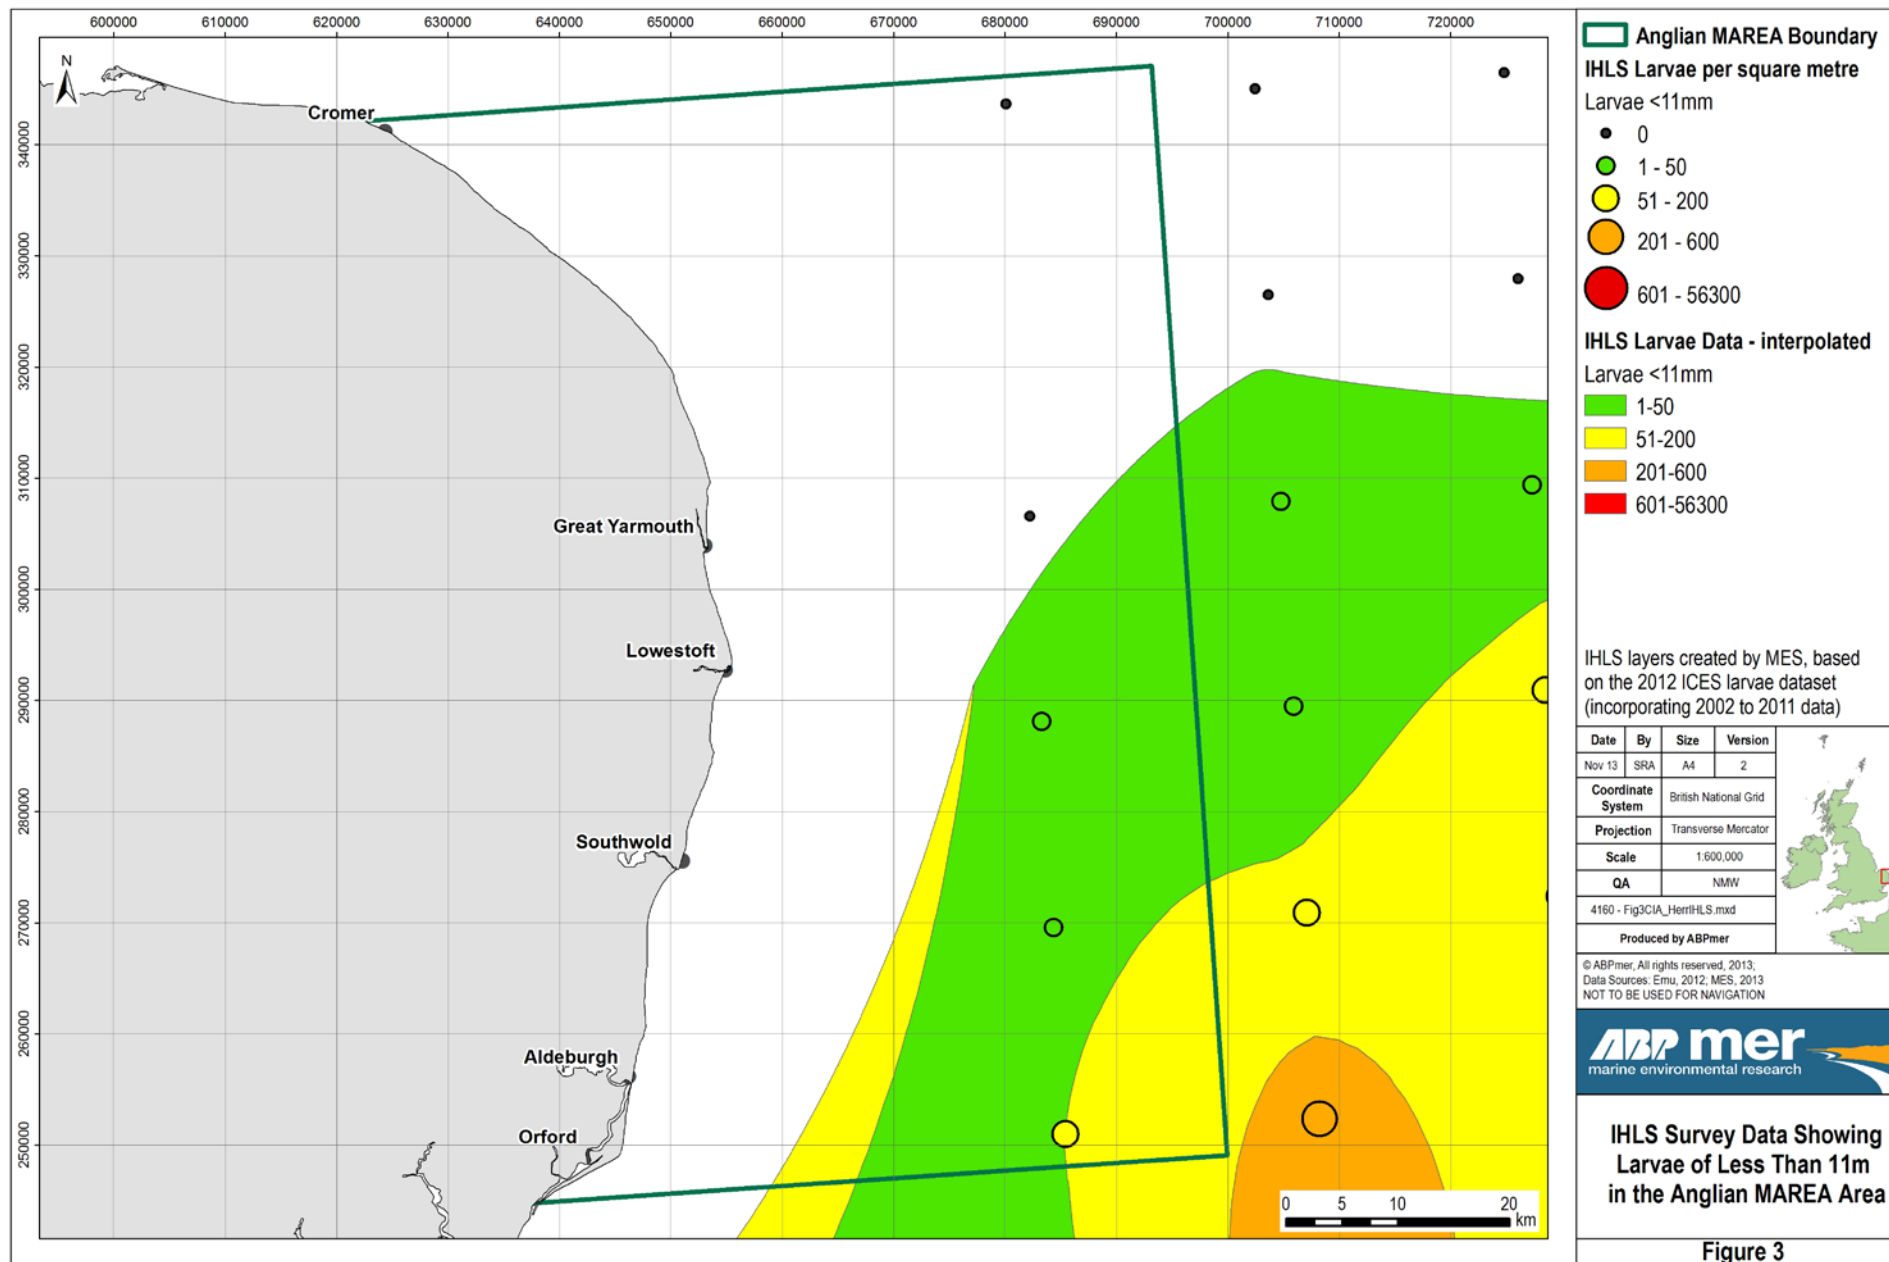 600000 610000 620000 630000 640000 650000 660000 670000 680000 690000 700000 710000 720000
340000
330000
320000
310000
300000
290000
280000
270000
260000
250000
N
Cromer
Great Yarmouth
Lowestoft
Southwold
Aldeburgh
Orford
0 5 10 20
km
Anglian MAREA Boundary
IHLS Larvae per square metre
Larvae <11mm
0
1 - 50
51 - 200
201 - 600
601 - 56300
IHLS Larvae Data - interpolated
Larvae <11mm
1-50
51-200
201-600
601-56300
IHLS layers created by MES, based
on the 2012 ICES larvae dataset
(incorporating 2002 to 2011 data)
Date By Size Version
Nov 13 SRA A4 2
Coordinate System British National Grid
Projection Transverse Mercator
Scale 1:600,000
QA NMW
4160 - Fig3CIA_HerrIHLS.mxd
Produced by ABPmer
© ABPmer, All rights reserved, 2013;
Data Sources: Emu, 2012; MES, 2013
NOT TO BE USED FOR NAVIGATION
ABP mer
marine environmental research
IHLS Survey Data Showing
Larvae of Less Than 11m
in the Anglian MAREA Area
Figure 3